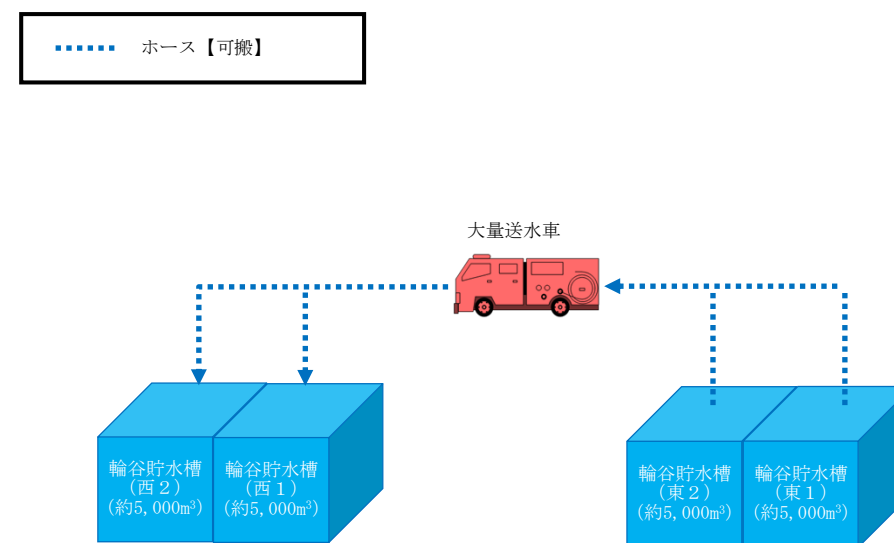 ホース【可搬】
大量送水車
輪谷貯水槽
(西２)
(約5,000m³)
輪谷貯水槽
(西１)
(約5,000m³)
輪谷貯水槽
(東２)
(約5,000m³)
輪谷貯水槽
(東１)
(約5,000m³)